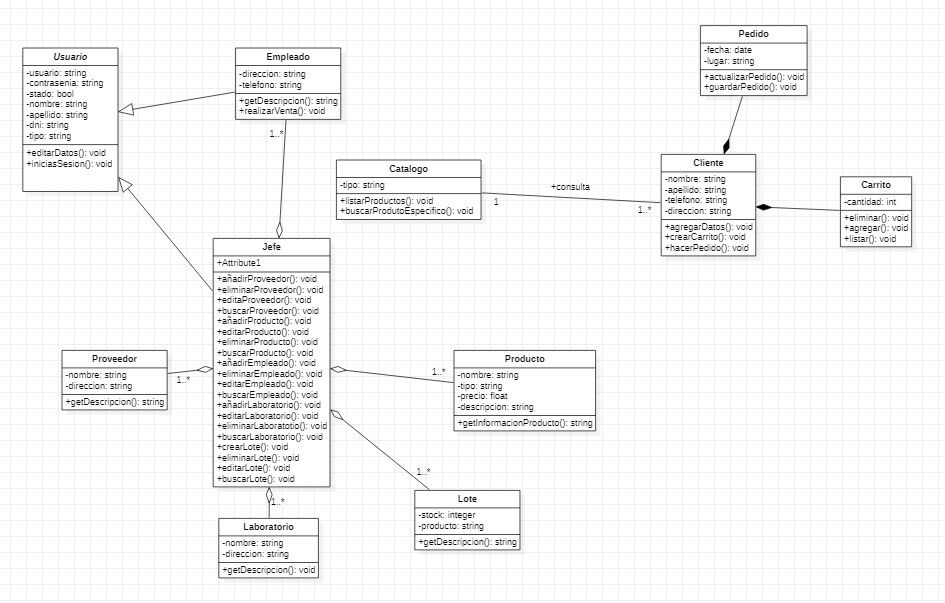 Usuario
-usuario: string
-contrasenia: string
-stado: bool
-nombre: string
-apellido: string
-dni: string
-tipo: string
+editarDatos(): void
+iniciasSesion(): void
Empleado
-direccion: string
-telefono: string
+getDescripcion(): string
+realizarVenta(): void
1..*
Pedido
-fecha: date
-lugar: string
+actualizarPedido(): void
+guardarPedido(): void
Catalogo
-tipo: string
+listarProductos(): void
+buscarProdutoEspecifico(): void
+consulta
1
1..*
Cliente
-nombre: string
-apellido: string
-telefono: string
-direccion: string
+agregarDatos(): void
+crearCarrito(): void
+hacerPedido(): void
Carrito
-cantidad: int
+eliminar(): void
+agregar(): void
+listar(): void
Jefe
+Attribute1
+añadirProveedor(): void
+eliminarProveedor(): void
+editaProveedor(): void
+buscarProveedor(): void
+añadirProducto(): void
+editarProducto(): void
+eliminarProducto(): void
+buscarProducto(): void
+añadirEmpleado(): void
+eliminarEmpleado(): void
+editarEmpleado(): void
+buscarEmpleado(): void
+añadirLaboratorio(): void
+editarLaboratorio(): void
+eliminarLaboratotio(): void
+buscarLaboratorio(): void
+crearLote(): void
+eliminarLote(): void
+editarLote(): void
+buscarLote(): void
Proveedor
-nombre: string
-direccion: string
+getDescripcion(): string
1..*
Producto
-nombre: string
-tipo: string
-precio: float
-descripcion: string
+getInformacionProducto(): string
1..*
Lote
-stock: integer
-producto: string
+getDescripcion(): string
1..*
Laboratorio
-nombre: string
-direccion: string
+getDescripcion(): void
1..*